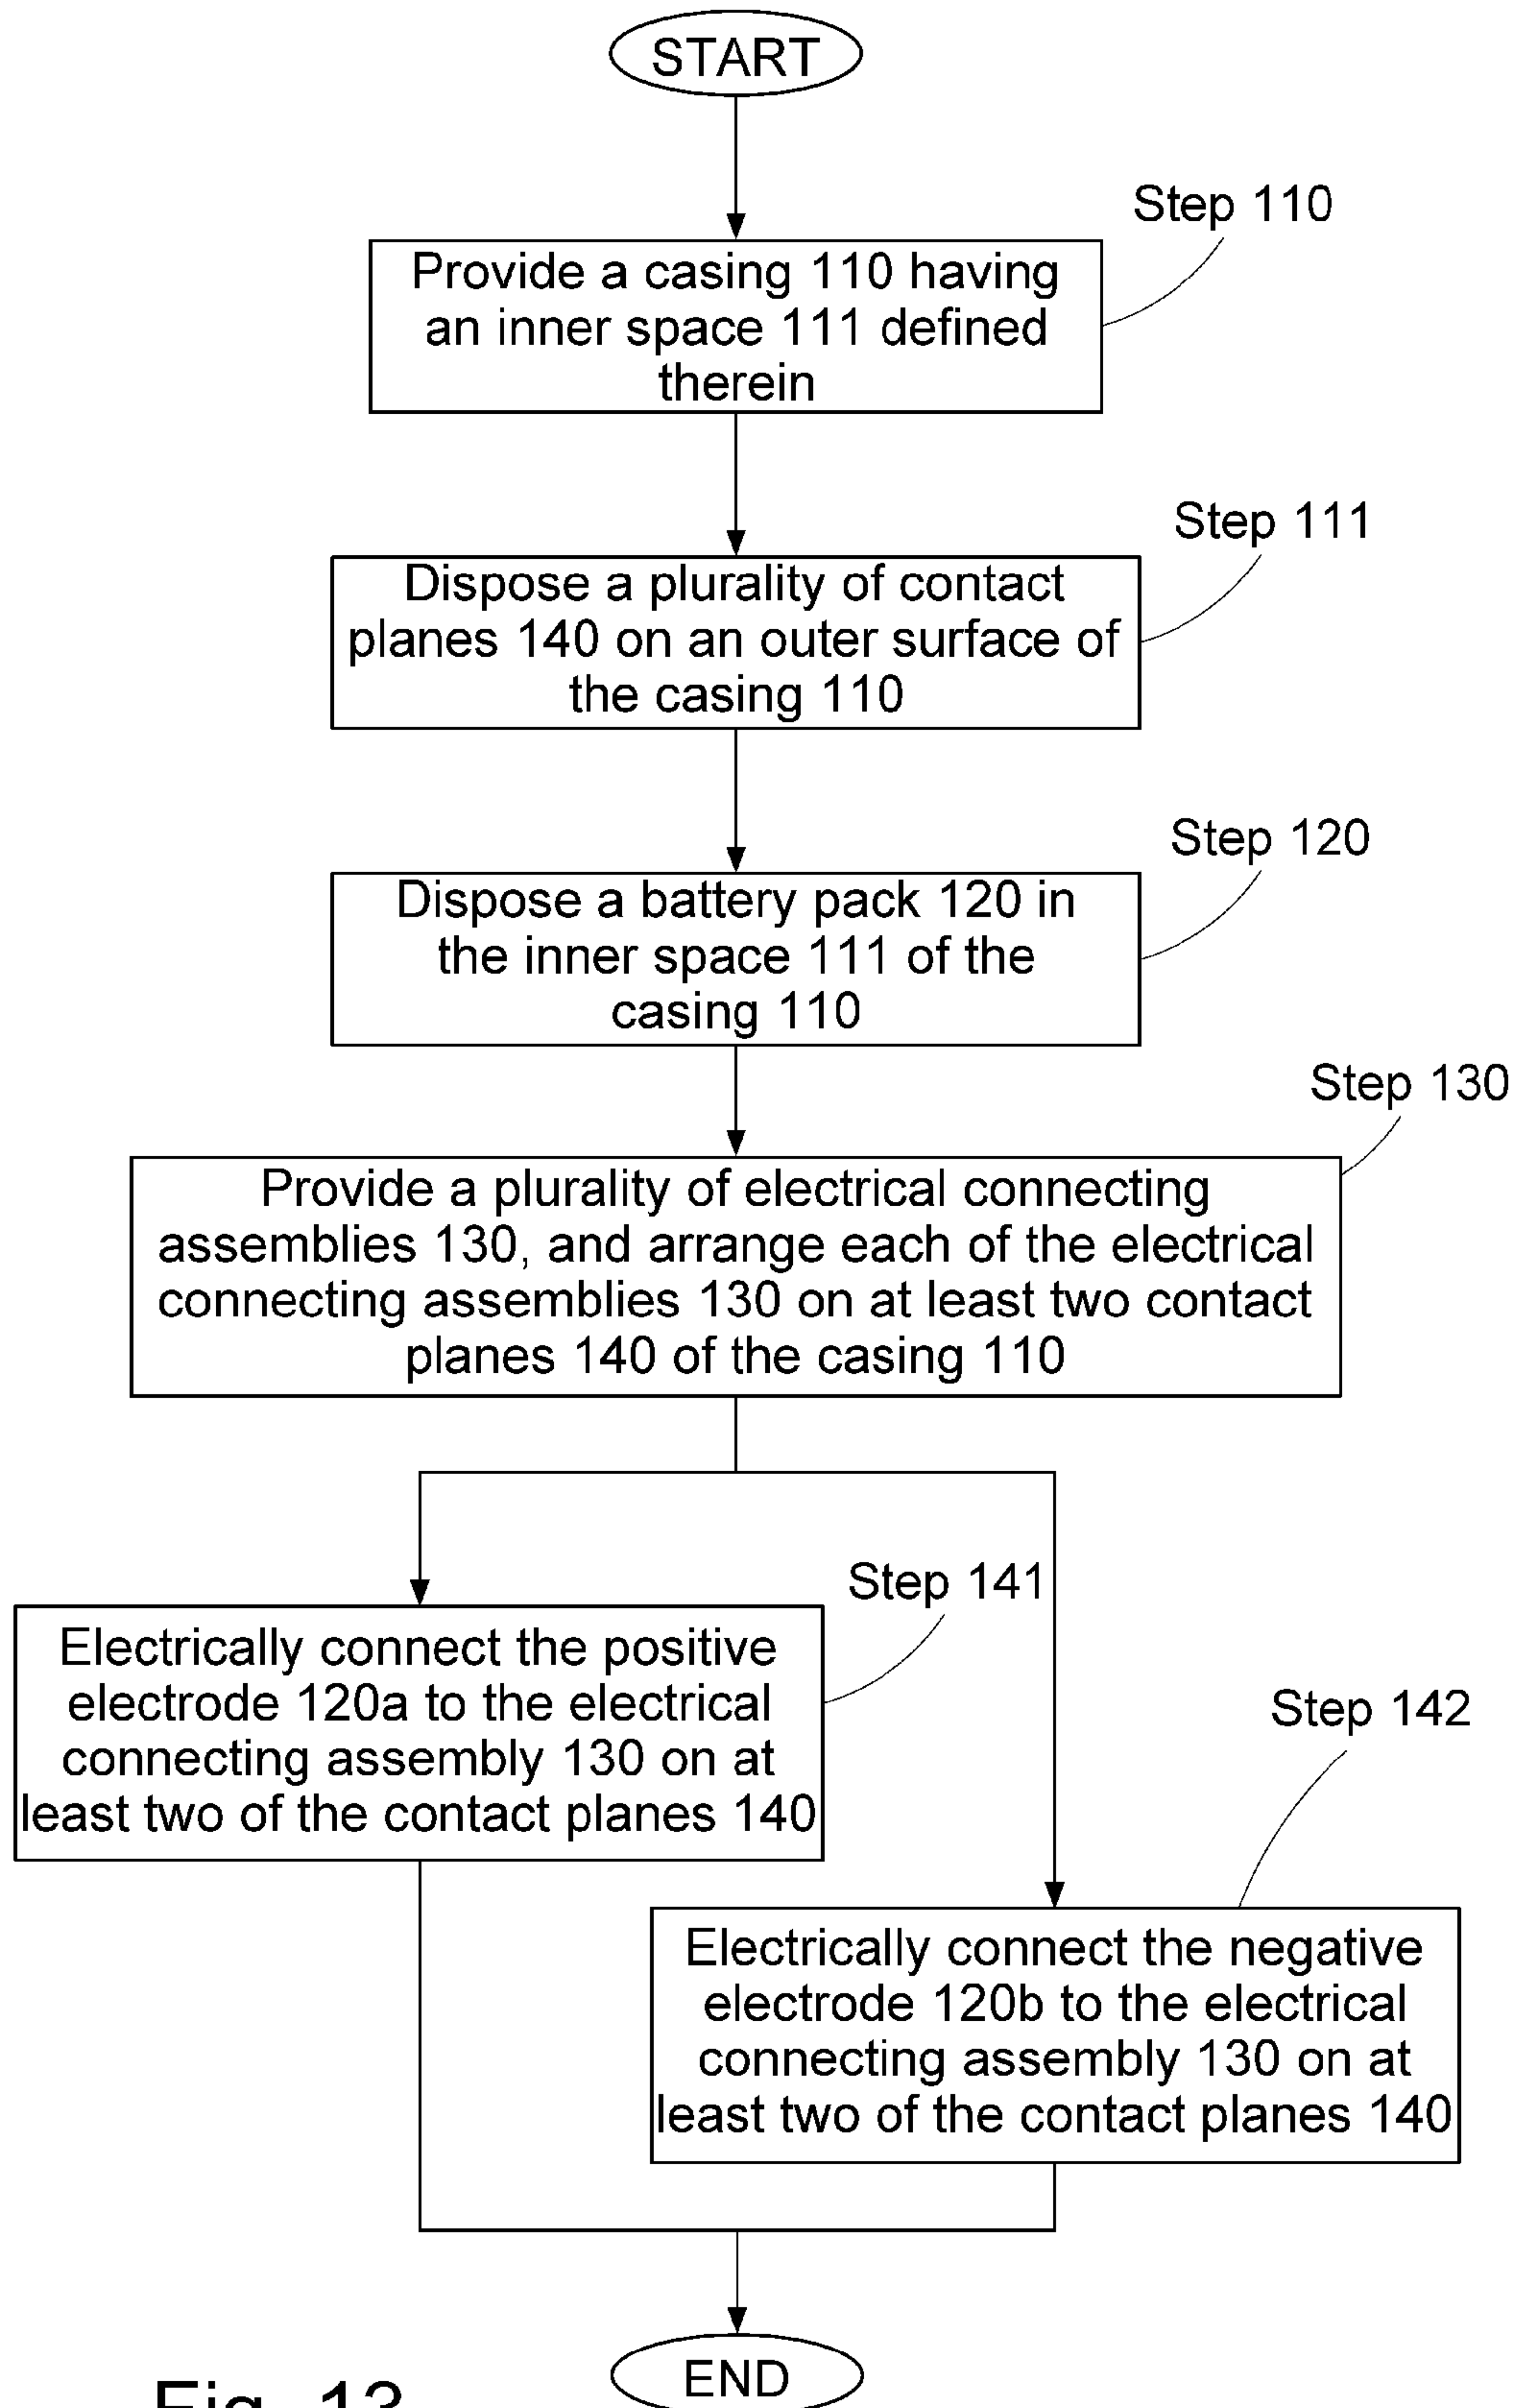 START
Step 110
Provide a casing 110 having
an inner space 111 defined
therein
Step 111
Dispose a plurality of contact
planes 140 on an outer surface of
the casing 110
Step 120
Dispose a battery pack 120 in
the inner space 111 of the
casing 110
Step 130
Provide a plurality of electrical connecting
assemblies 130, and arrange each of the electrical
connecting assemblies 130 on at least two contact
planes 140 of the casing 110
Step 141
Electrically connect the positive
electrode 120a to the electrical
connecting assembly 130 on at
least two of the contact planes 140
Step 142
Electrically connect the negative
electrode 120b to the electrical
connecting assembly 130 on at
least two of the contact planes 140
END
Fig. 13